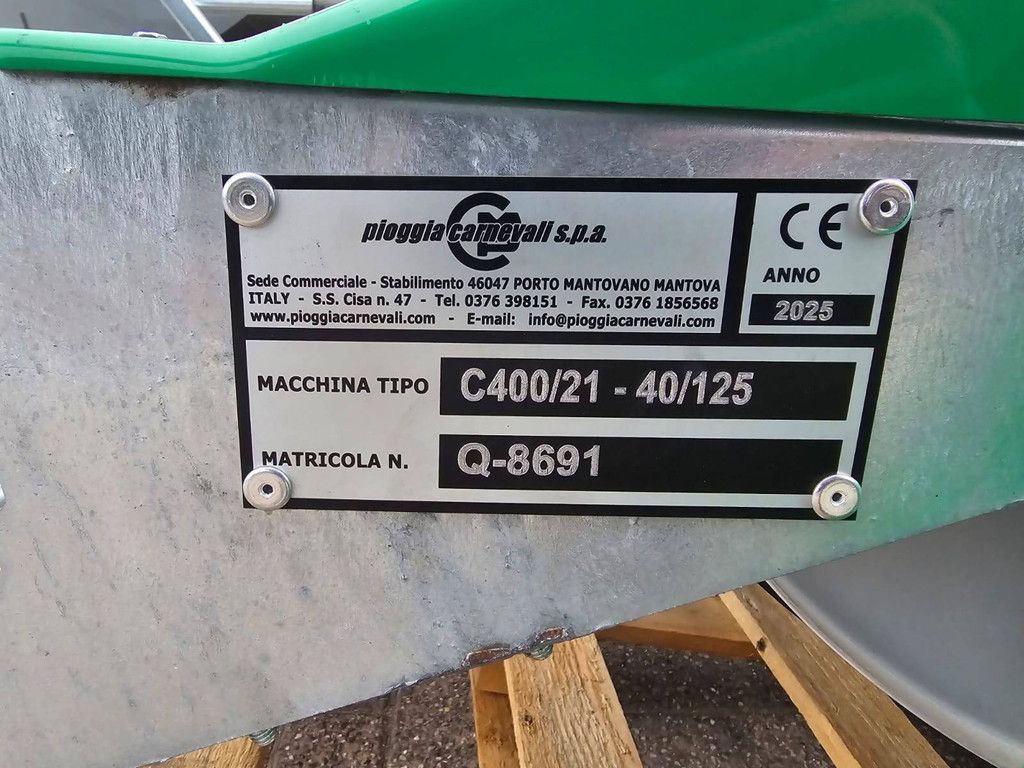 pioggia carnevali s.p.a.
Sede Commerciale - Stabilimento 46047 PORTO MANTOVANO MANTOVA
ITALY - S.S. Cisa n. 47 - Tel. 0376 398151 - Fax. 0376 1856568
www.pioggiacarnevali.com - E-mail: info@pioggiacarnevali.com
CE
ANNO
2025
MACCHINA TIPO C400/21 - 40/125
MATRICOLA N. Q-8691